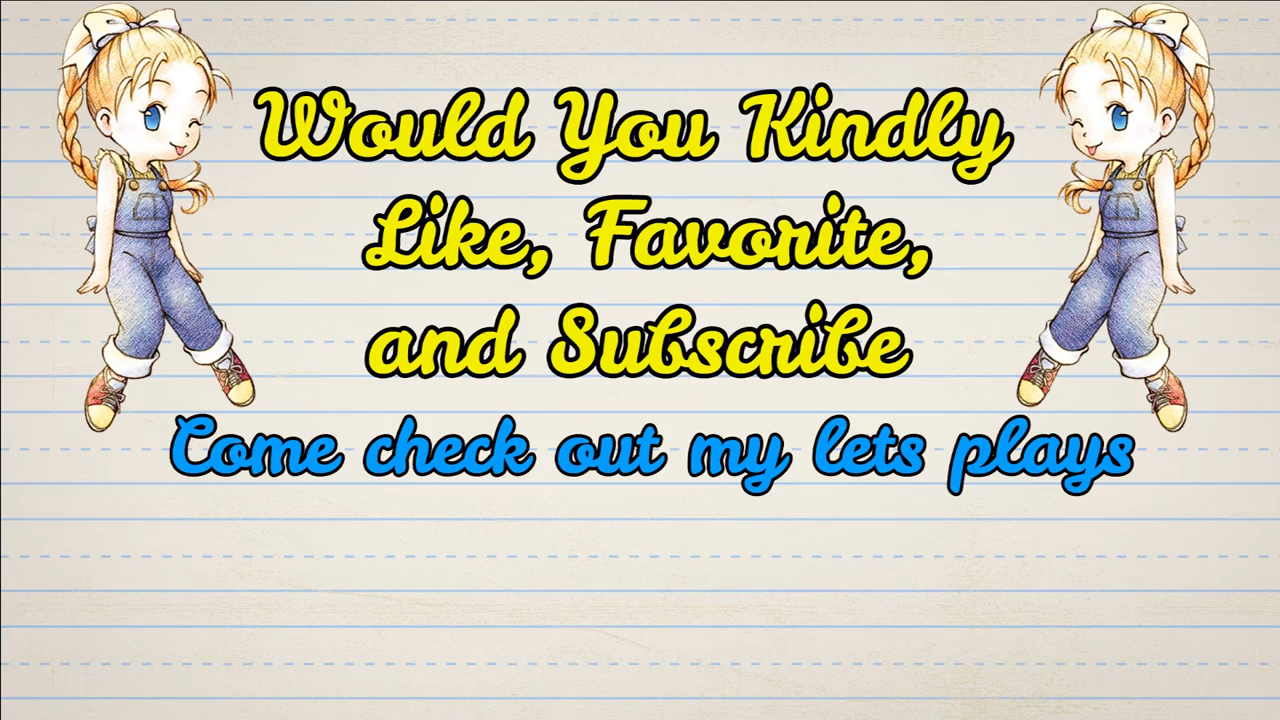 Would You Kindly
Like, Favorite,
and Subscribe
Come check out my lets plays